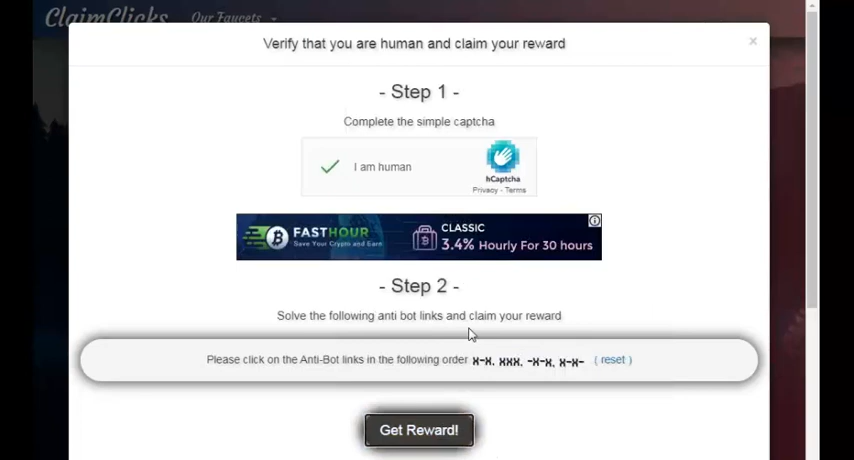 ClaimClicks Our Faucets
Verify that you are human and claim your reward ×
- Step 1 -
Complete the simple captcha
I am human
hCaptcha
Privacy - Terms
FASTHOUR
Save Your Crypto and Earn
CLASSIC
3.4% Hourly For 30 hours
- Step 2 -
Solve the following anti bot links and claim your reward
Please click on the Anti-Bot links in the following order x-x, xxx, -x-x, x-x- ( reset )
Get Reward!